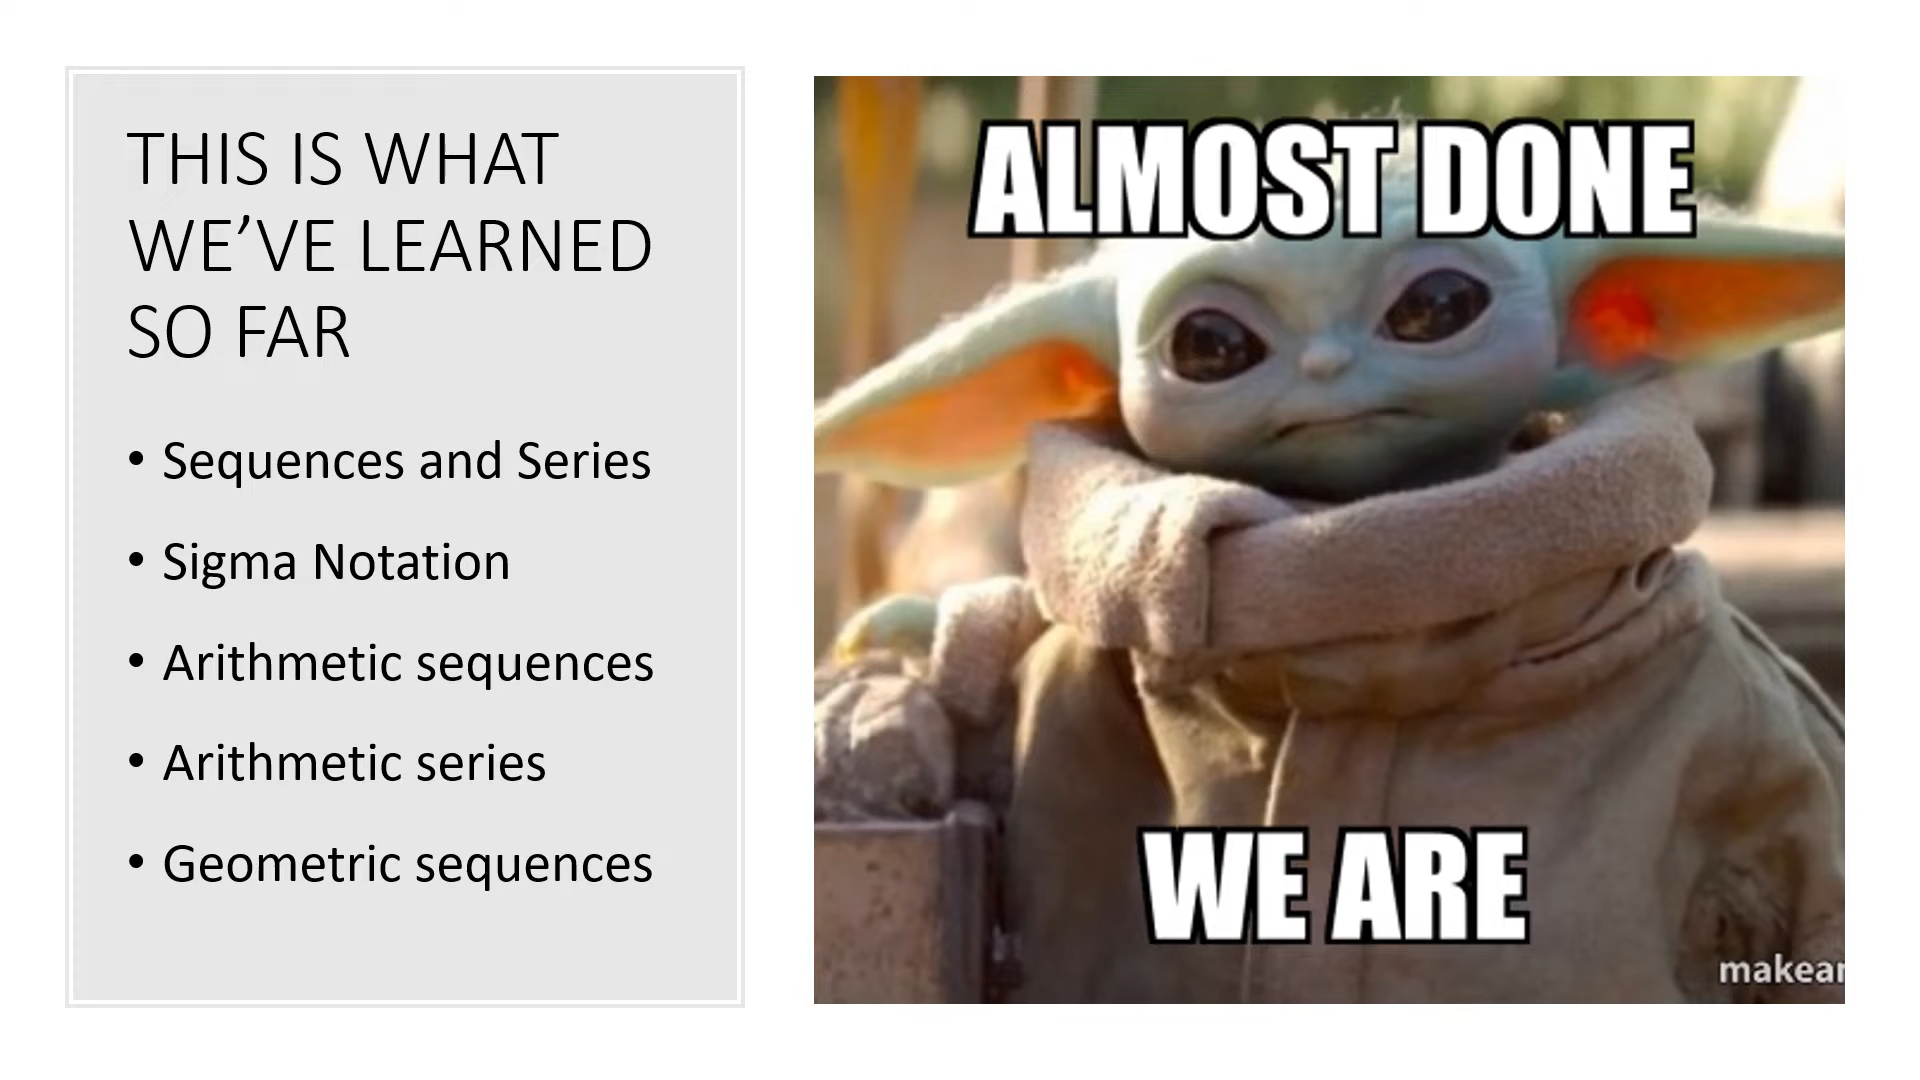 THIS IS WHAT
WE’VE LEARNED
SO FAR
• Sequences and Series
• Sigma Notation
• Arithmetic sequences
• Arithmetic series
• Geometric sequences
ALMOST DONE
WE ARE
makear